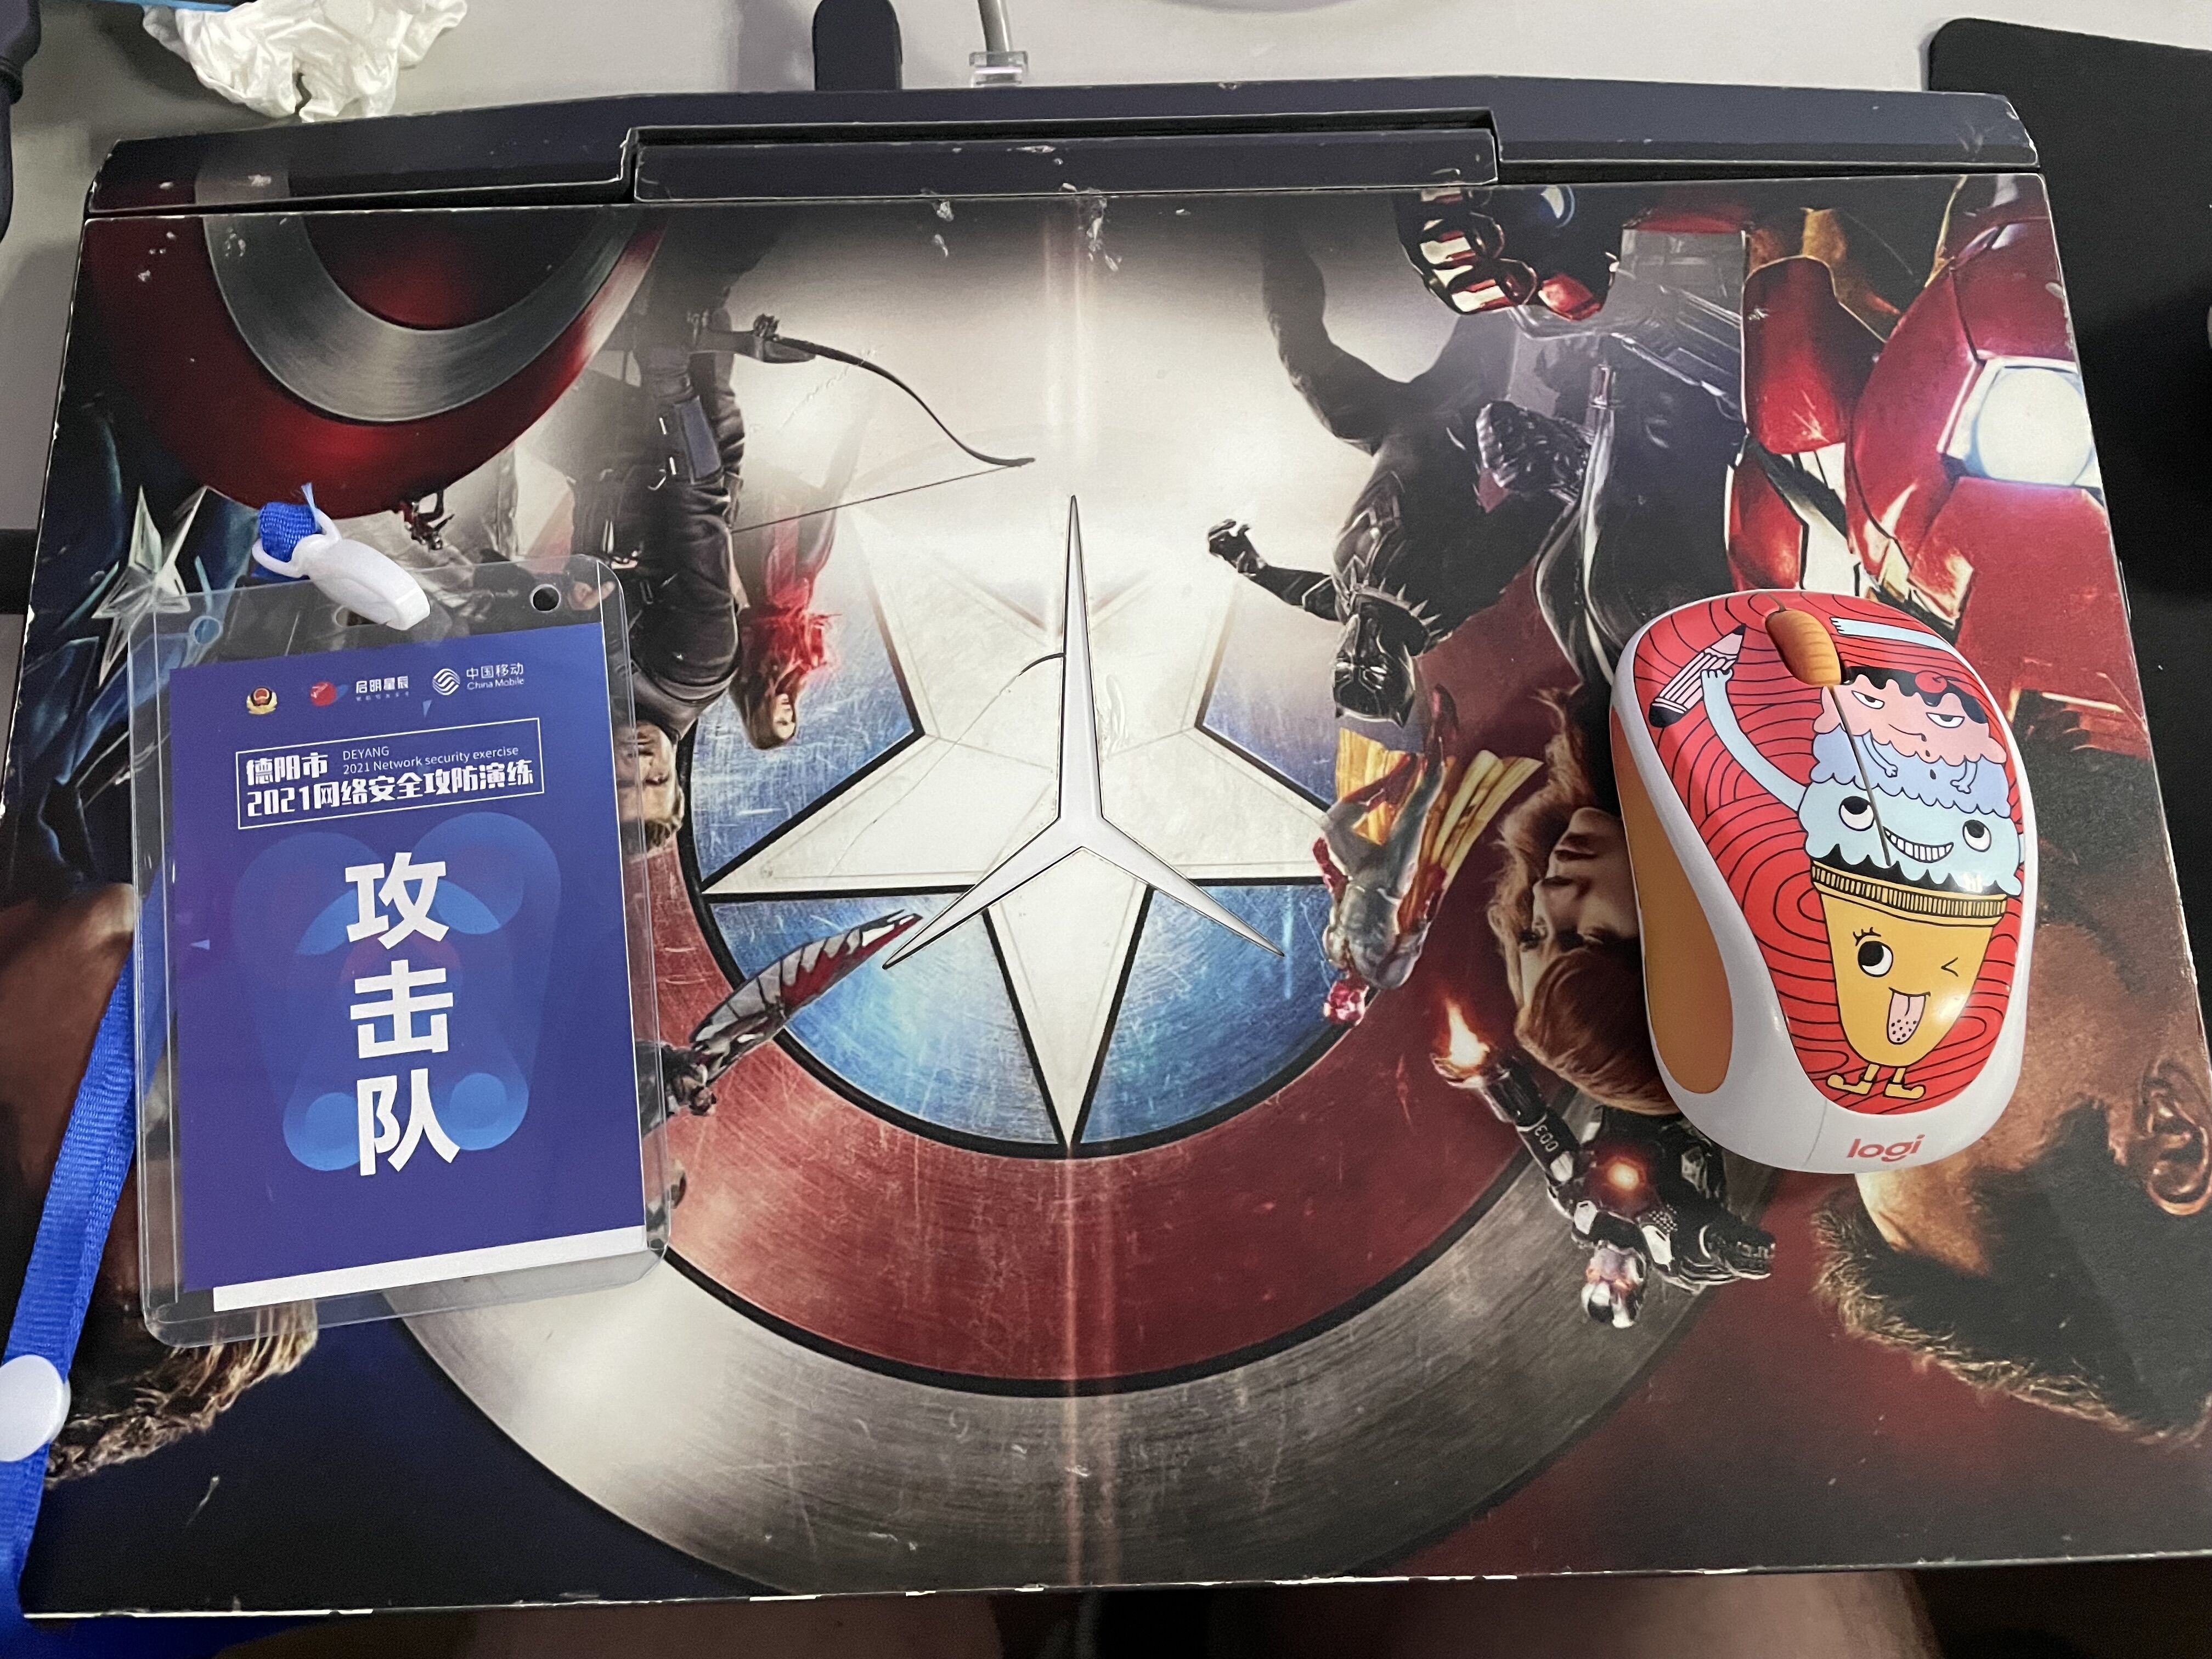 启明星辰
中国移动
China Mobile
德阳市
DEYANG
2021 Network security exercise
2021网络安全攻防演练
攻击队
logi
003